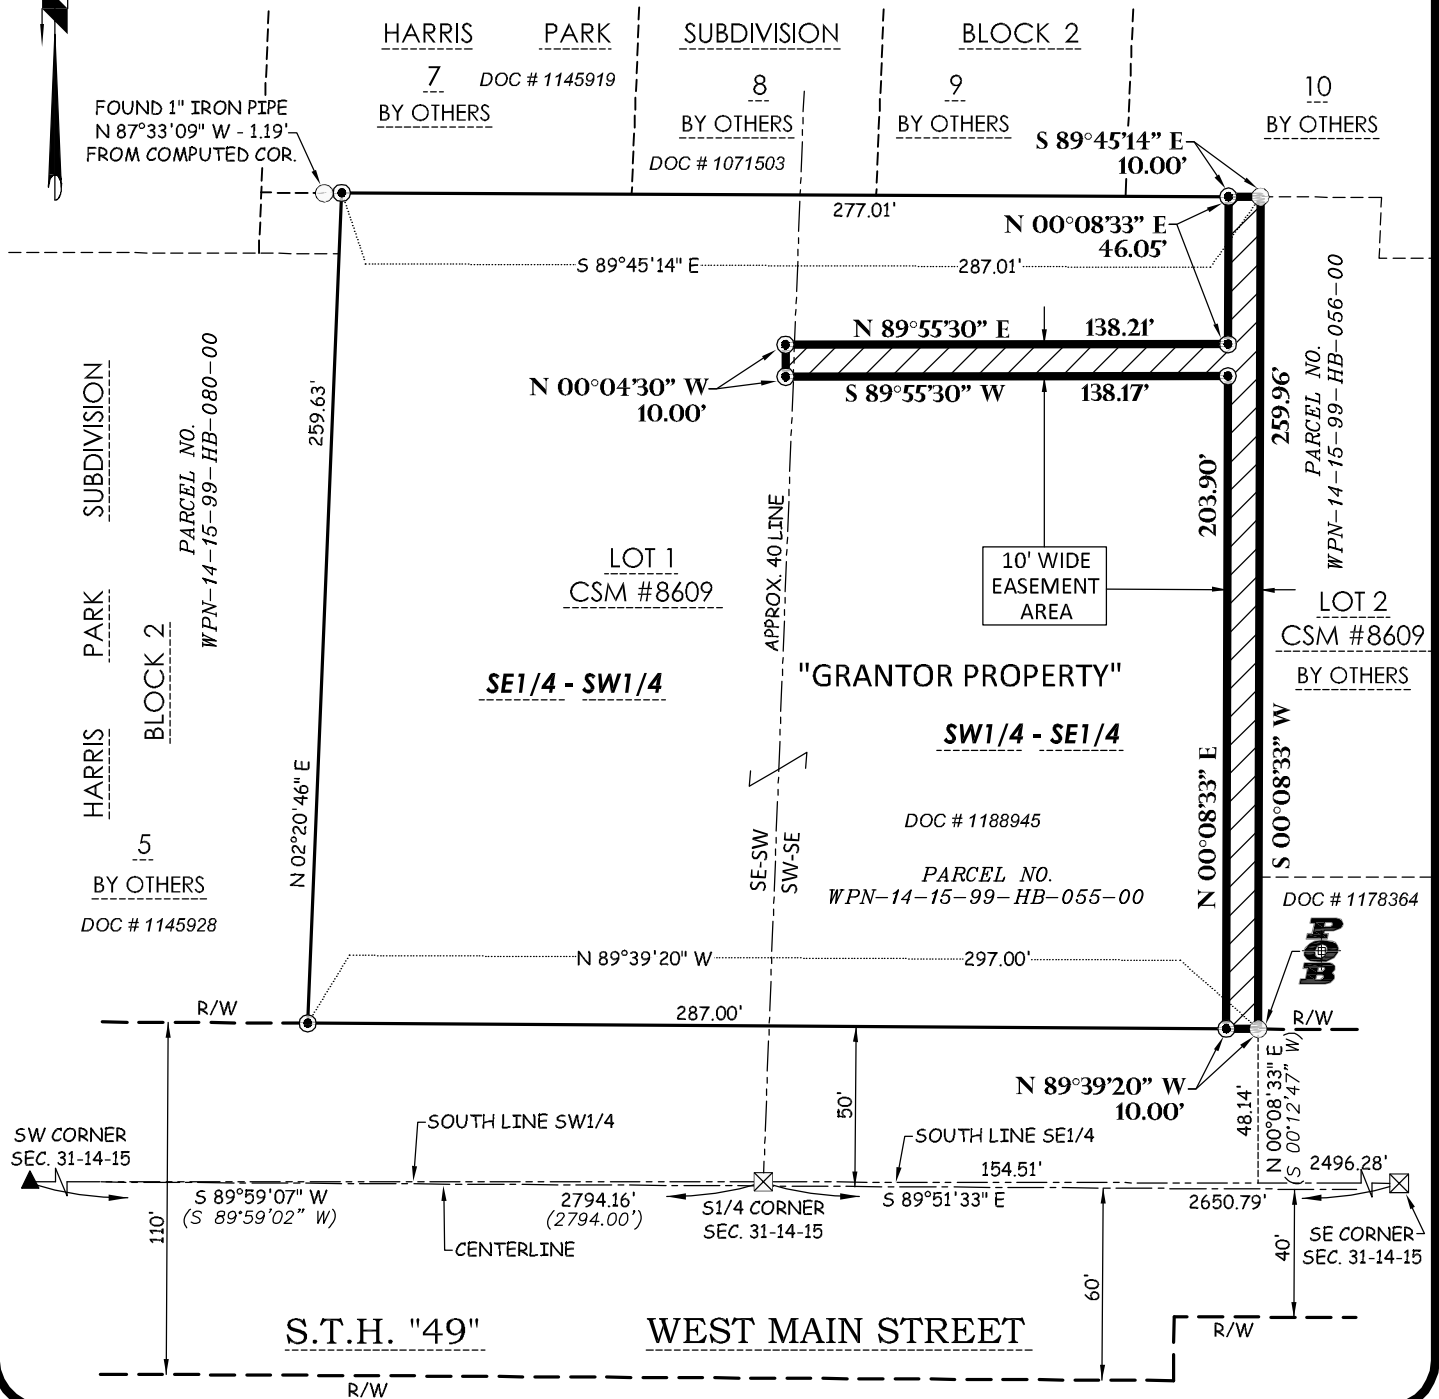 HARRIS PARK SUBDIVISION BLOCK 2
7
DOC # 1145919
BY OTHERS
8
BY OTHERS
DOC # 1071503
9
BY OTHERS
10
BY OTHERS
FOUND 1" IRON PIPE
N 87°33'09" W - 1.19'
FROM COMPUTED COR.
S 89°45'14" E
10.00'
277.01'
N 00°08'33" E
46.05'
S 89°45'14" E
287.01'
N 89°55'30" E
138.21'
N 00°04'30" W
10.00'
S 89°55'30" W
138.17'
259.63'
N 02°20'46" E
HARRIS PARK SUBDIVISION
BLOCK 2
PARCEL NO.
WPN-14-15-99-HB-080-00
5
BY OTHERS
DOC # 1145928
LOT 1
CSM #8609
APPROX. 40 LINE
10' WIDE
EASEMENT
AREA
203.90'
N 00°08'33" E
259.96'
S 00°08'33" W
PARCEL NO.
WPN-14-15-99-HB-056-00
LOT 2
CSM #8609
BY OTHERS
SE1/4 - SW1/4
"GRANTOR PROPERTY"
SW1/4 - SE1/4
DOC # 1188945
SE-SW
SW-SE
PARCEL NO.
WPN-14-15-99-HB-055-00
DOC # 1178364
POB
N 89°39'20" W
297.00'
R/W
287.00'
R/W
N 89°39'20" W
10.00'
50'
48.14'
N 00°08'33" E
(S 00°12'47" W)
SOUTH LINE SW1/4
SOUTH LINE SE1/4
SW CORNER
SEC. 31-14-15
154.51'
2496.28'
S 89°59'07" W
(S 89°59'02" W)
2794.16'
(2794.00')
S1/4 CORNER
SEC. 31-14-15
S 89°51'33" E
2650.79'
SE CORNER
SEC. 31-14-15
CENTERLINE
110'
60'
40'
S.T.H. "49"
WEST MAIN STREET
R/W
R/W